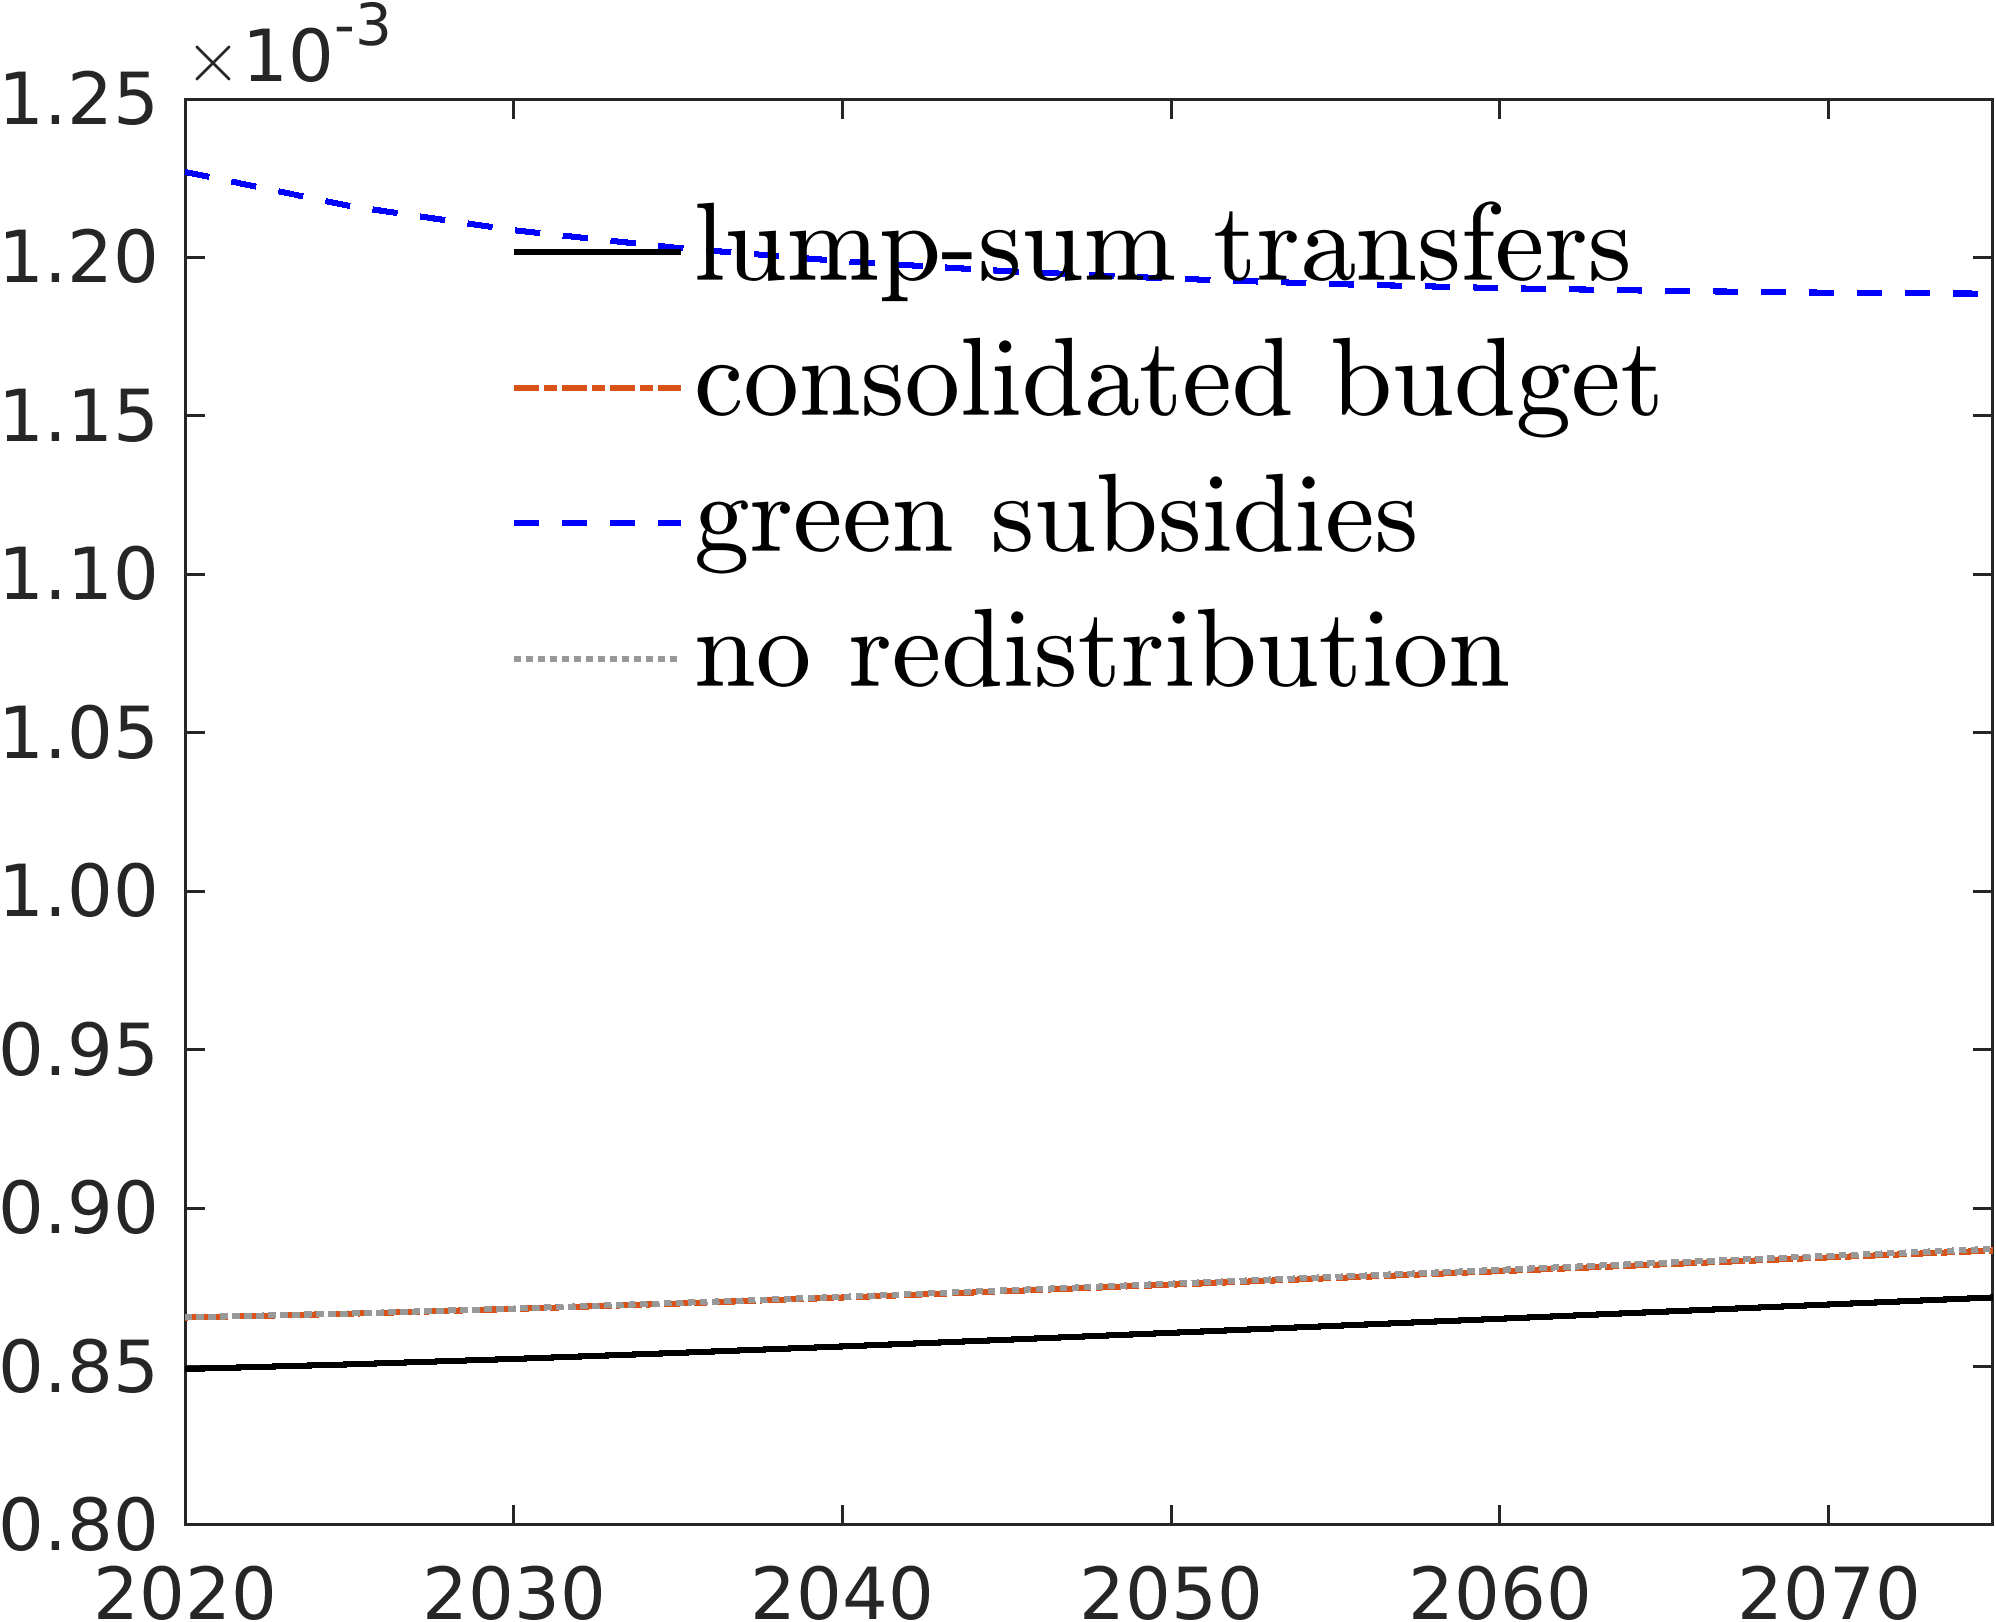 ×10-3
1.25
1.20
1.15
1.10
1.05
1.00
0.95
0.90
0.85
0.80
lump-sum transfers
consolidated budget
green subsidies
no redistribution
2020 2030 2040 2050 2060 2070